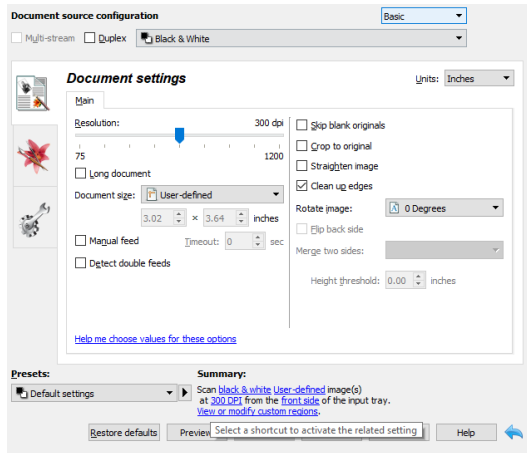 Document source configuration
Basic
Multi-stream
Duplex
Black & White
Document settings
Units:
Inches
Main
Resolution:
300 dpi
75
1200
Long document
Document size:
User-defined
3.02
×
3.64
inches
Manual feed
Timeout:
0
sec
Detect double feeds
Skip blank originals
Crop to original
Straighten image
Clean up edges
Rotate image:
A
0 Degrees
Flip back side
Merge two sides:
Height threshold:
0.00
inches
Help me choose values for these options
Presets:
Default settings
Summary:
Scan black & white User-defined image(s)
at 300 DPI from the front side of the input tray.
View or modify custom regions.
Restore defaults
Preview
Select a shortcut to activate the related setting
Help